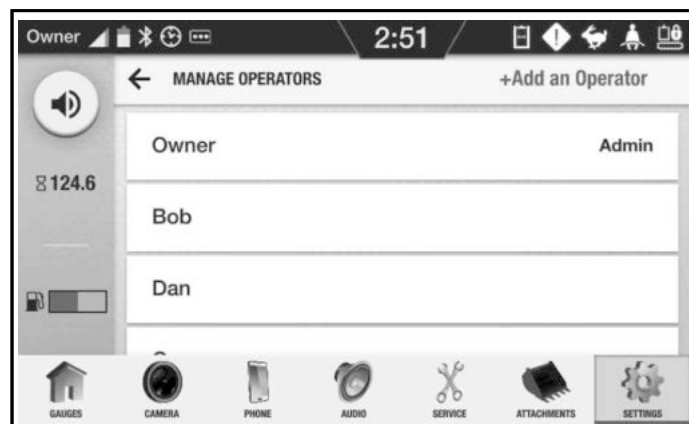 Owner 2:51
MANAGE OPERATORS +Add an Operator
Owner Admin
124.6
Bob
Dan
GAUGES CAMERA PHONE AUDIO SERVICE ATTACHMENTS SETTINGS